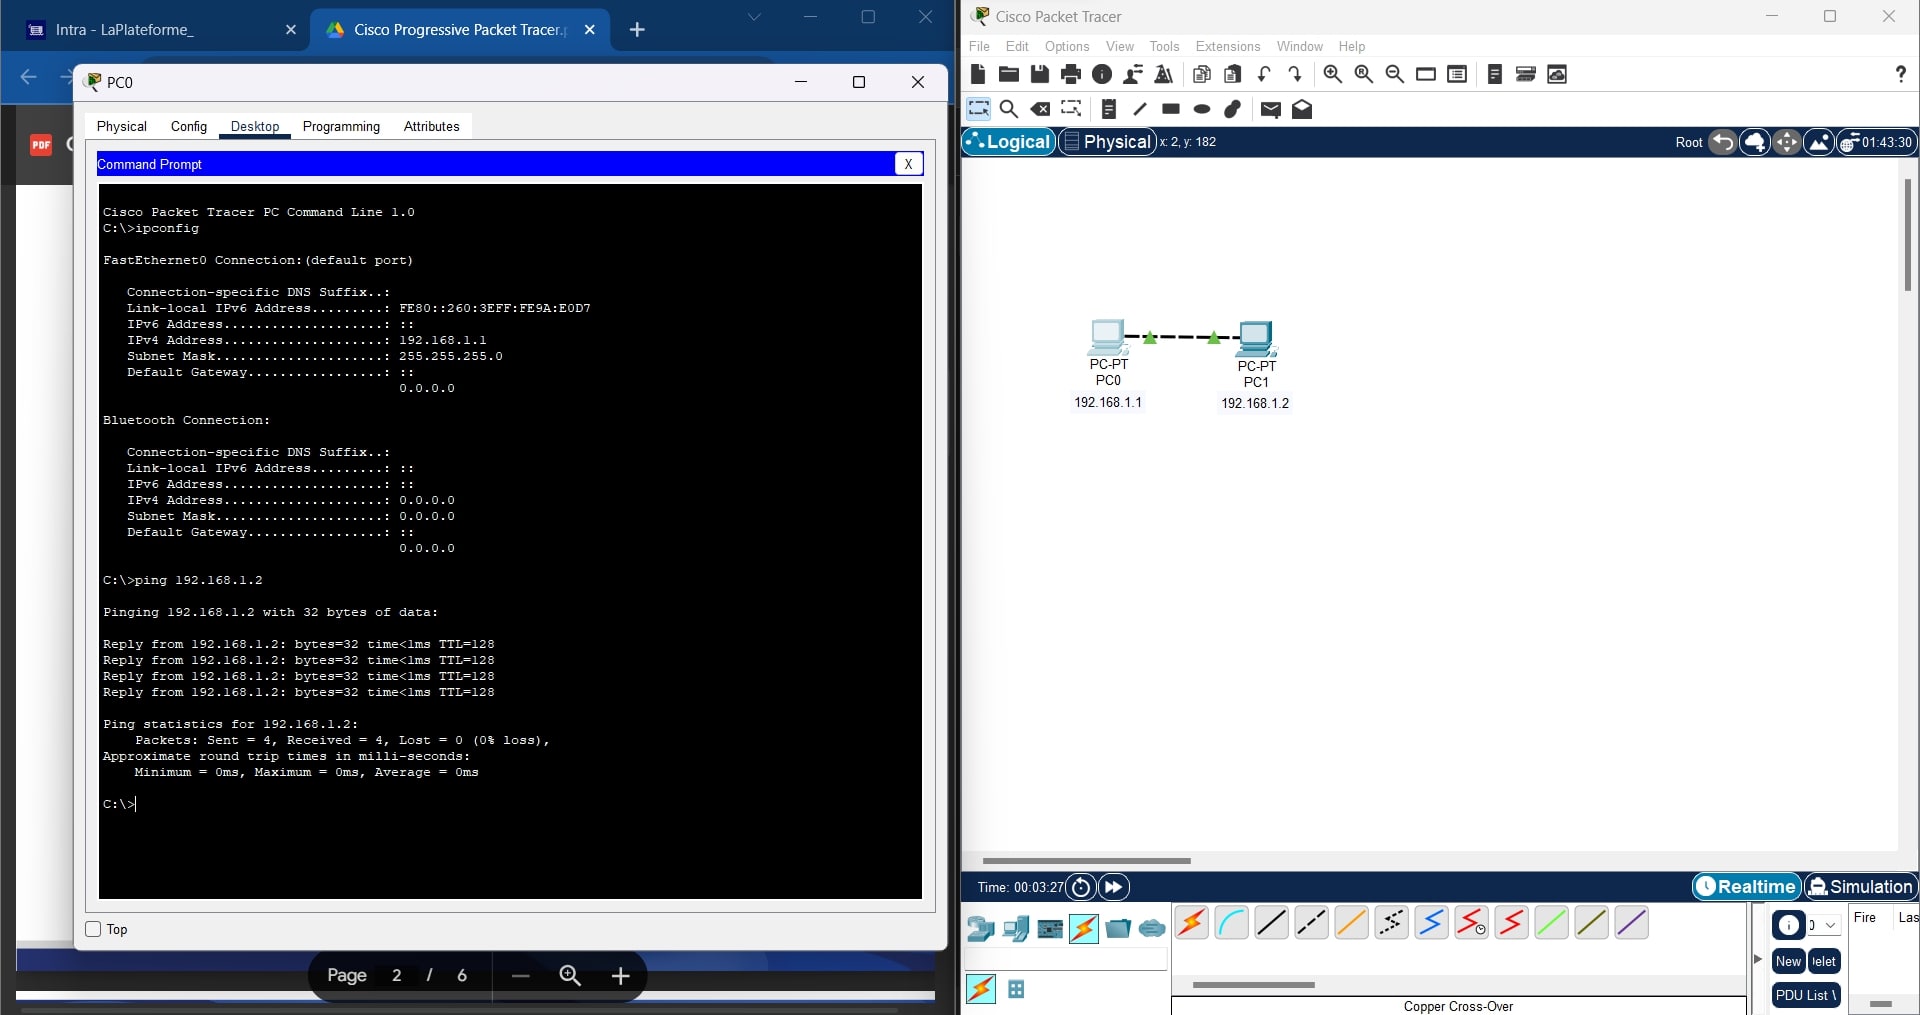 Intra - LaPlateforme_
Cisco Progressive Packet Tracer.
PDF
PC0
Physical Config Desktop Programming Attributes
Command Prompt
X
Cisco Packet Tracer PC Command Line 1.0
C:\>ipconfig
FastEthernet0 Connection:(default port)
Connection-specific DNS Suffix..:
Link-local IPv6 Address.........: FE80::260:3EFF:FE9A:E0D7
IPv6 Address....................: ::
IPv4 Address....................: 192.168.1.1
Subnet Mask.....................: 255.255.255.0
Default Gateway.................: ::
0.0.0.0
Bluetooth Connection:
Connection-specific DNS Suffix..:
Link-local IPv6 Address.........: ::
IPv6 Address....................: ::
IPv4 Address....................: 0.0.0.0
Subnet Mask.....................: 0.0.0.0
Default Gateway.................: ::
0.0.0.0
C:\>ping 192.168.1.2
Pinging 192.168.1.2 with 32 bytes of data:
Reply from 192.168.1.2: bytes=32 time<1ms TTL=128
Reply from 192.168.1.2: bytes=32 time<1ms TTL=128
Reply from 192.168.1.2: bytes=32 time<1ms TTL=128
Reply from 192.168.1.2: bytes=32 time<1ms TTL=128
Ping statistics for 192.168.1.2:
Packets: Sent = 4, Received = 4, Lost = 0 (0% loss),
Approximate round trip times in milli-seconds:
Minimum = 0ms, Maximum = 0ms, Average = 0ms
C:\>
Top
Page 2 / 6
Cisco Packet Tracer
File Edit Options View Tools Extensions Window Help
?
Logical Physical x: 2, y: 182
Root 01:43:30
PC-PT
PC0
192.168.1.1
PC-PT
PC1
192.168.1.2
Time: 00:03:27
Realtime Simulation
0
New elet
PDU List
Fire Las
Copper Cross-Over